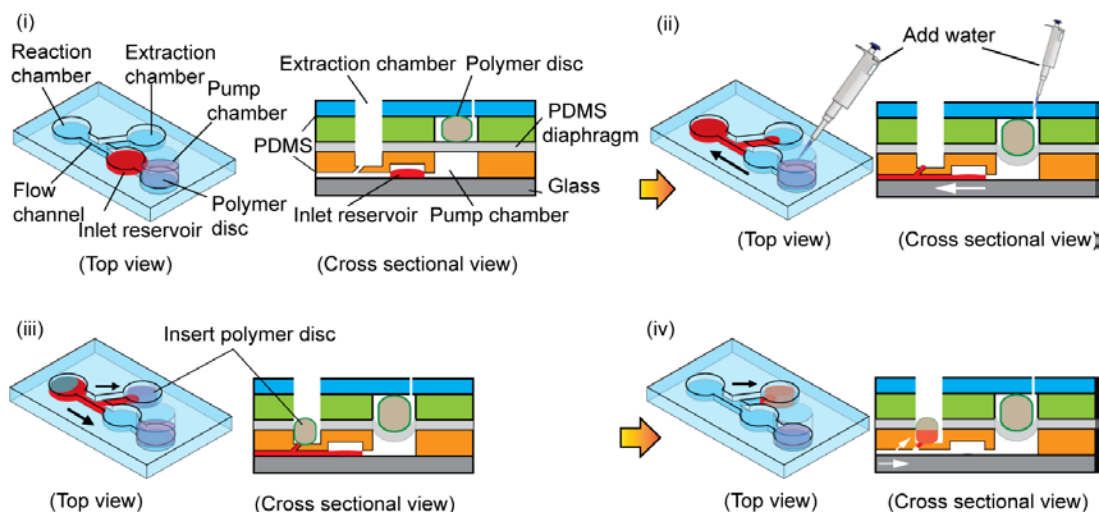 (i)
Reaction
chamber
Extraction
chamber
Pump
chamber
Flow
channel
Inlet reservoir
Polymer
disc
(Top view)
Extraction chamber
Polymer disc
PDMS
PDMS
diaphragm
Glass
Inlet reservoir
Pump chamber
(Cross sectional view)
(ii)
Add water
(Top view)
(Cross sectional view)
(iii)
Insert polymer disc
(Top view)
(Cross sectional view)
(iv)
(Top view)
(Cross sectional view)